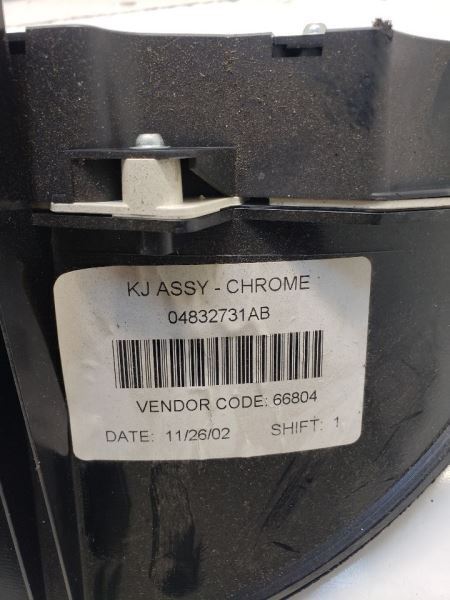 KJ ASSY - CHROME
04832731AB
VENDOR CODE: 66804
DATE: 11/26/02 SHIFT: 1